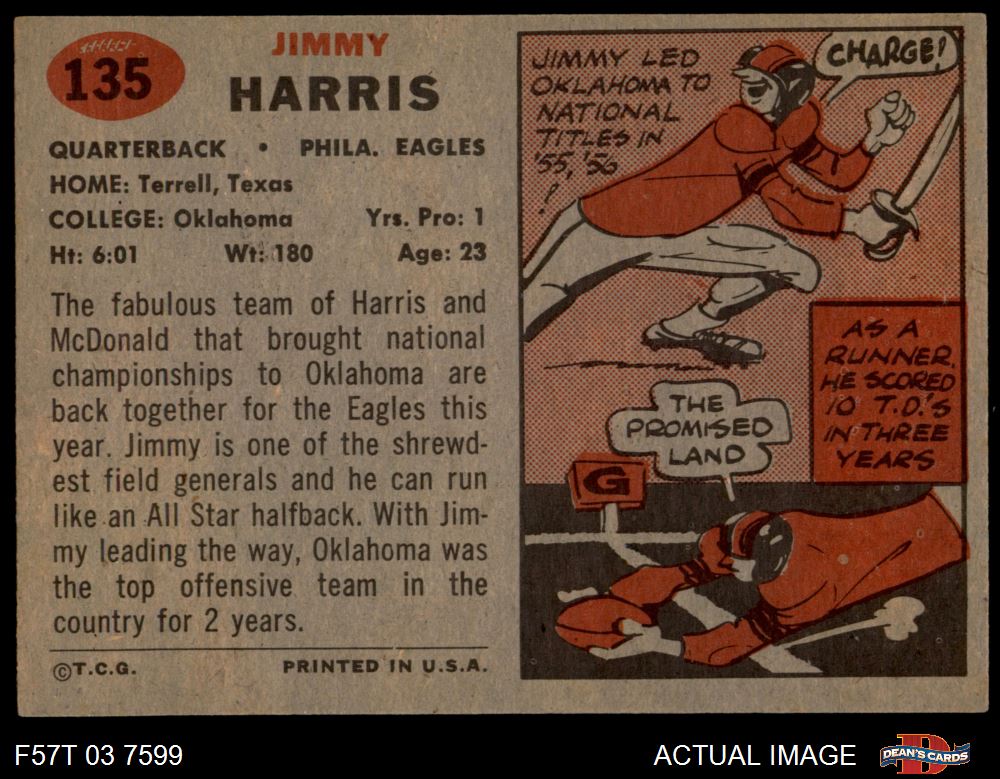 135
JIMMY
HARRIS
QUARTERBACK • PHILA. EAGLES
HOME: Terrell, Texas
COLLEGE: Oklahoma Yrs. Pro: 1
Ht: 6:01 Wt: 180 Age: 23
The fabulous team of Harris and
McDonald that brought national
championships to Oklahoma are
back together for the Eagles this
year. Jimmy is one of the shrewd-
est field generals and he can run
like an All Star halfback. With Jim-
my leading the way, Oklahoma was
the top offensive team in the
country for 2 years.
©T.C.G. PRINTED IN U.S.A.
JIMMY LED
OKLAHOMA TO
NATIONAL
TITLES IN
'55, '56
!
CHARGE!
AS A
RUNNER,
HE SCORED
10 T.D.'S
IN THREE
YEARS
THE
PROMISED
LAND
G
F57T 03 7599 ACTUAL IMAGE
DEAN'S CARDS